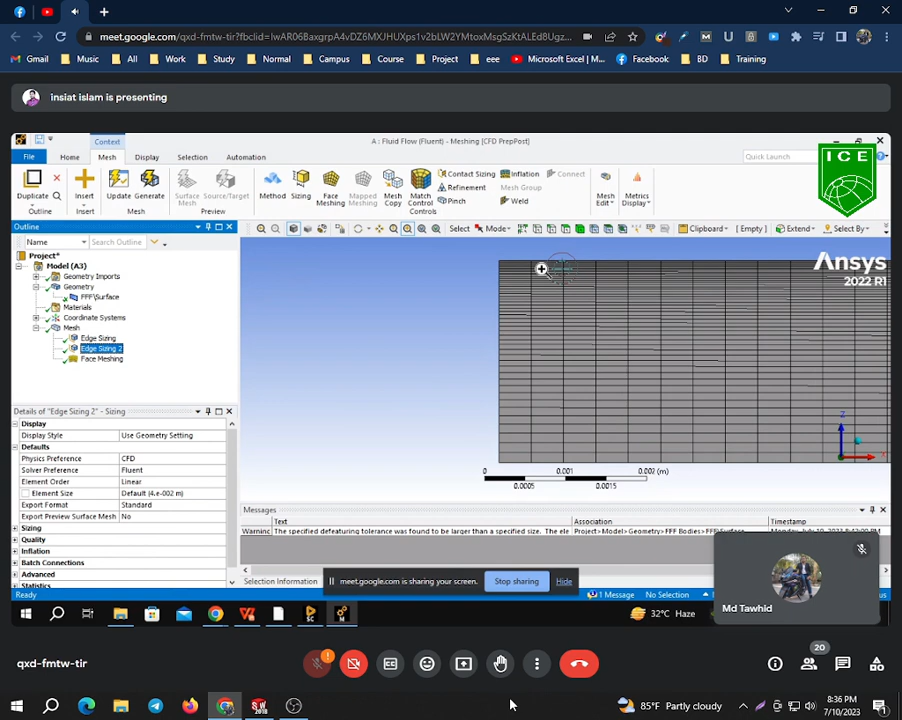 meet.google.com/qxd-fmtw-tir?fbclid=IwAR06BaxgrpA4vDZ6MXJHUXps1v2bLW2YMtoxMsgSzKtALEd8Ugz...
Gmail Music All Work Study Normal Campus Course Project eee Microsoft Excel | M... Facebook BD Training
insiat islam is presenting
Context
A : Fluid Flow (Fluent) - Meshing [CFD PrepPost]
File Home Mesh Display Selection Automation
Quick Launch
ICE
Duplicate Insert Update Generate Surface Mesh Source/Target Method Sizing Face Meshing Mapped Meshing Mesh Copy Match Control
Contact Sizing Inflation Connect
Refinement Mesh Group
Pinch Weld
Mesh Edit Metrics Display
Outline Insert Mesh Preview Controls
Outline
Select Mode Clipboard [ Empty ] Extend Select By
Name Search Outline
Project*
Model (A3)
Geometry Imports
Geometry
FFF\Surface
Materials
Coordinate Systems
Mesh
Edge Sizing
Edge Sizing 2
Face Meshing
Ansys
2022 R1
Details of "Edge Sizing 2" - Sizing
Display
Display Style Use Geometry Setting
Defaults
Physics Preference CFD
Solver Preference Fluent
Element Order Linear
Element Size Default (4.e-002 m)
Export Format Standard
Export Preview Surface Mesh No
Sizing
Quality
Inflation
Batch Connections
Advanced
Statistics
Z
0 0.001 0.002 (m)
0.0005 0.0015
Messages
Text Association Timestamp
Warning The specified defeaturing tolerance was found to be larger than a specified size. The ele Project>Model>Geometry>FFF Bodies>FFF\Surface
meet.google.com is sharing your screen. Stop sharing Hide
Selection Information
Md Tawhid
Ready 1 Message No Selection
32°C Haze
qxd-fmtw-tir
20
85°F Partly cloudy
8:36 PM
7/10/2023